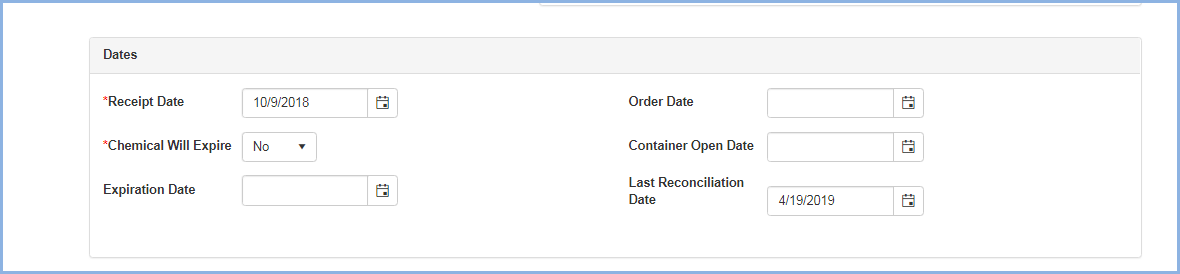 Dates
*Receipt Date
10/9/2018
Order Date
*Chemical Will Expire
No
Container Open Date
Expiration Date
Last Reconciliation
Date
4/19/2019